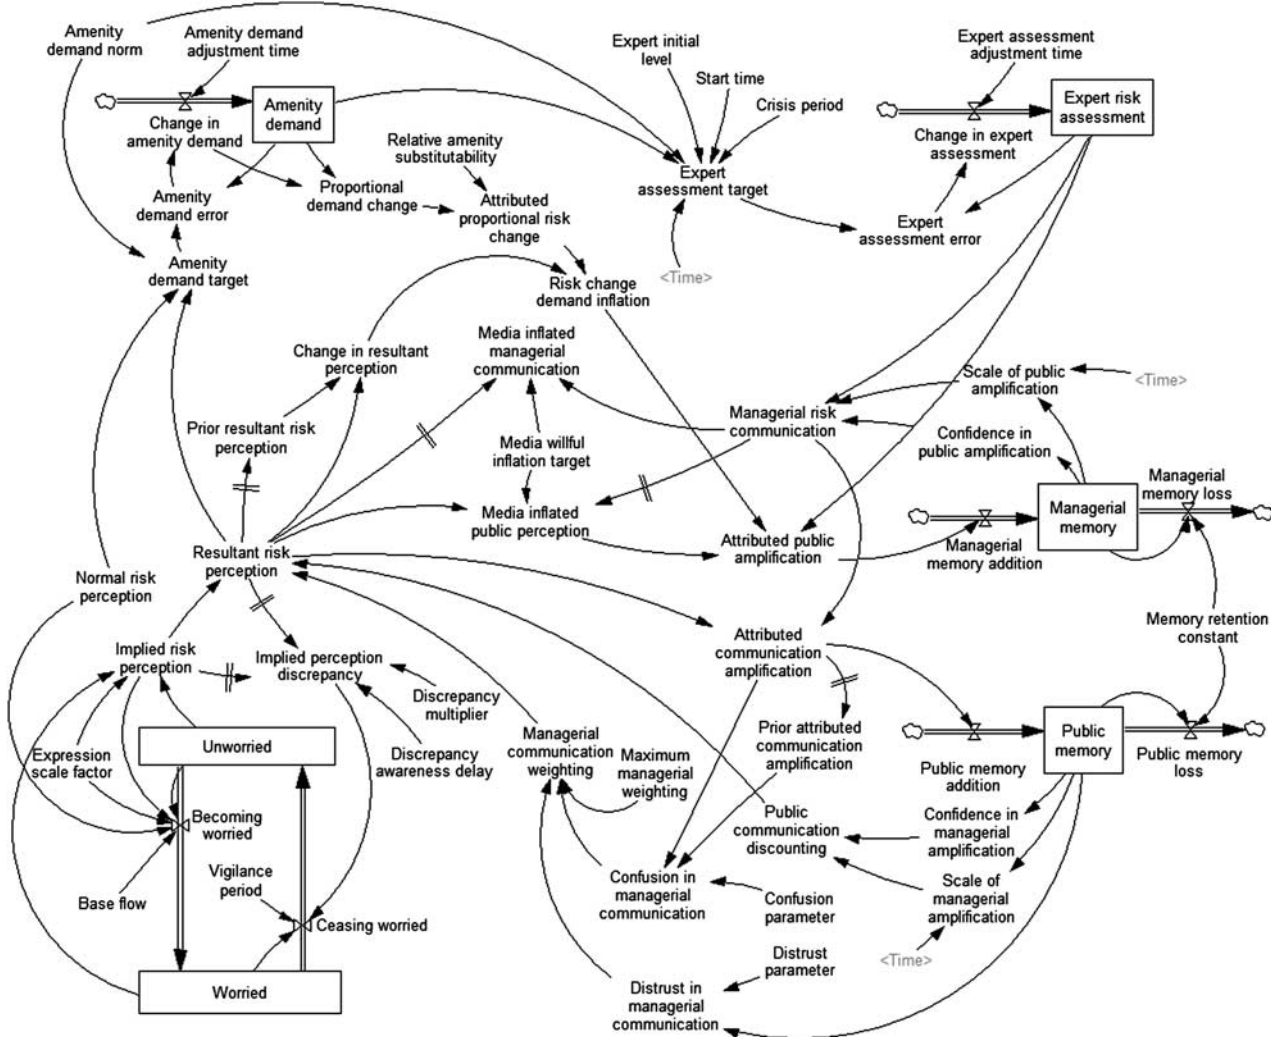 Amenity
demand norm
Amenity demand
adjustment time
Expert initial
level
Start time
Crisis period
Expert assessment
adjustment time
Amenity
demand
Expert risk
assessment
Change in
amenity demand
Relative amenity
substitutability
Change in expert
assessment
Amenity
demand error
Proportional
demand change
Attributed
proportional risk
change
Expert
assessment target
Expert
assessment error
Amenity
demand target
Risk change
demand inflation
<Time>
Change in resultant
perception
Media inflated
managerial
communication
Scale of public
amplification
<Time>
Prior resultant risk
perception
Media willful
inflation target
Managerial risk
communication
Confidence in
public amplification
Managerial
memory loss
Media inflated
public perception
Managerial
memory
Resultant risk
perception
Attributed public
amplification
Managerial
memory addition
Normal risk
perception
Memory retention
constant
Implied risk
perception
Implied perception
discrepancy
Attributed
communication
amplification
Discrepancy
multiplier
Unworried
Expression
scale factor
Discrepancy
awareness delay
Managerial
communication
weighting
Maximum
managerial
weighting
Prior attributed
communication
amplification
Public
memory
Public memory
addition
Public memory
loss
Becoming
worried
Public
communication
discounting
Confidence in
managerial
amplification
Base flow
Vigilance
period
Ceasing worried
Confusion in
managerial
communication
Confusion
parameter
Scale of
managerial
amplification
<Time>
Worried
Distrust
parameter
Distrust in
managerial
communication